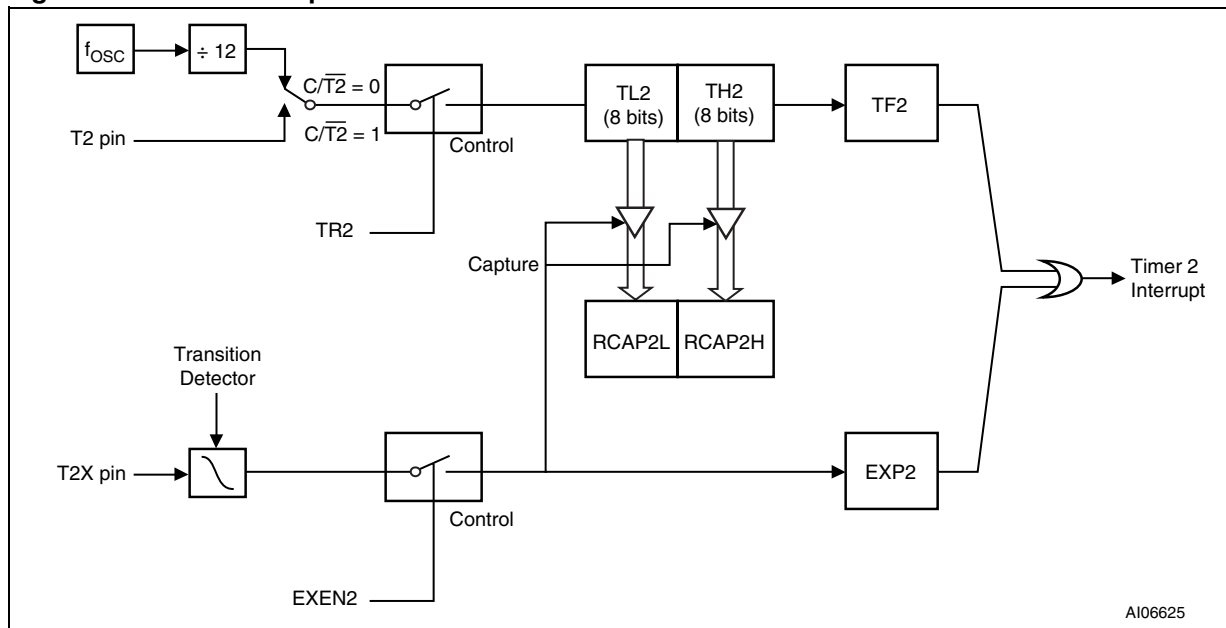 fOSC
÷ 12
C/T2̅ = 0
T2 pin
C/T2̅ = 1
Control
TR2
TL2
(8 bits)
TH2
(8 bits)
TF2
Capture
RCAP2L
RCAP2H
Timer 2
Interrupt
Transition
Detector
T2X pin
Control
EXEN2
EXP2
AI06625